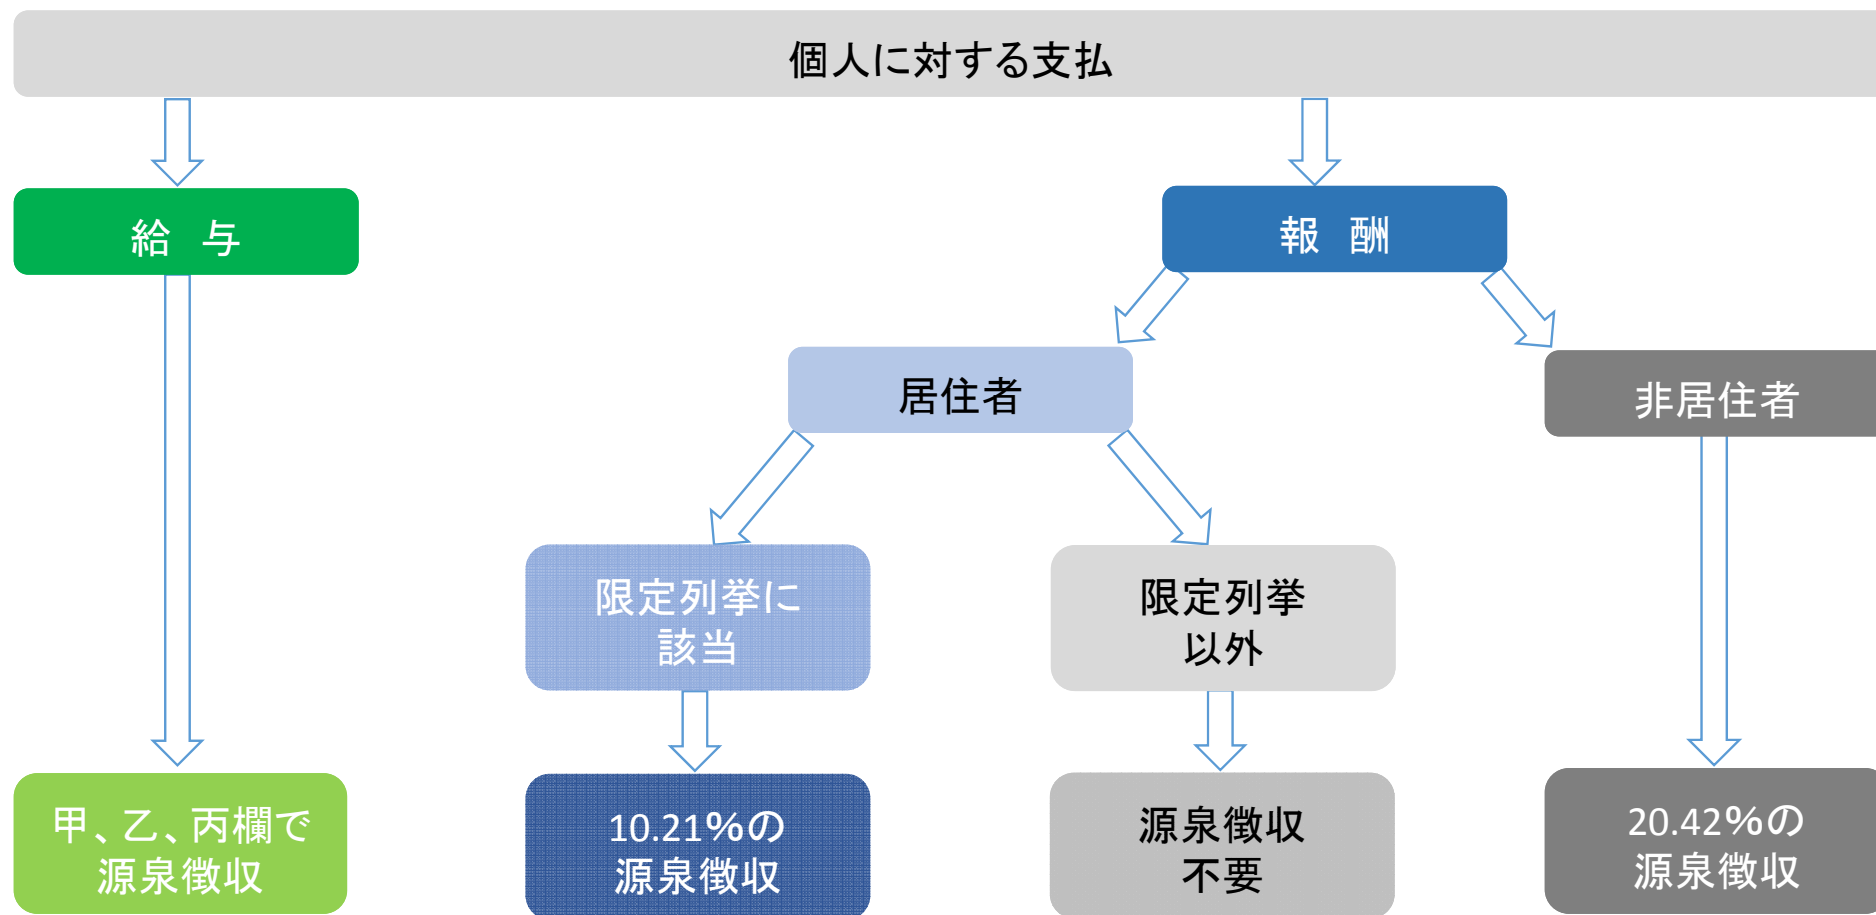 個人に対する支払
給　与
報　酬
居住者
非居住者
限定列挙に
該当
限定列挙
以外
甲、乙、丙欄で
源泉徴収
10.21%の
源泉徴収
源泉徴収
不要
20.42%の
源泉徴収